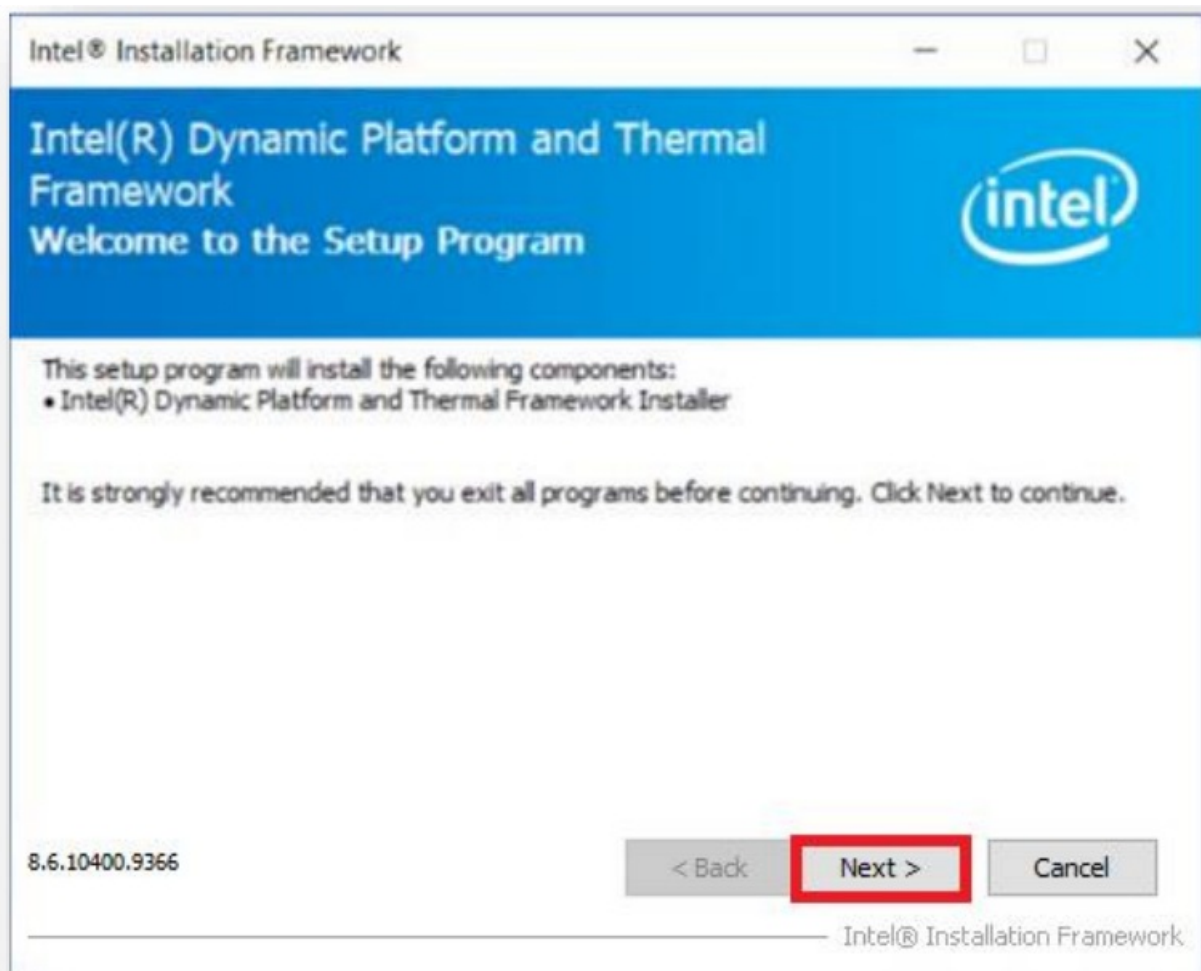 Intel® Installation Framework
Intel(R) Dynamic Platform and Thermal
Framework
Welcome to the Setup Program
intel
This setup program will install the following components:
• Intel(R) Dynamic Platform and Thermal Framework Installer
It is strongly recommended that you exit all programs before continuing. Click Next to continue.
8.6.10400.9366
< Back Next > Cancel
Intel® Installation Framework